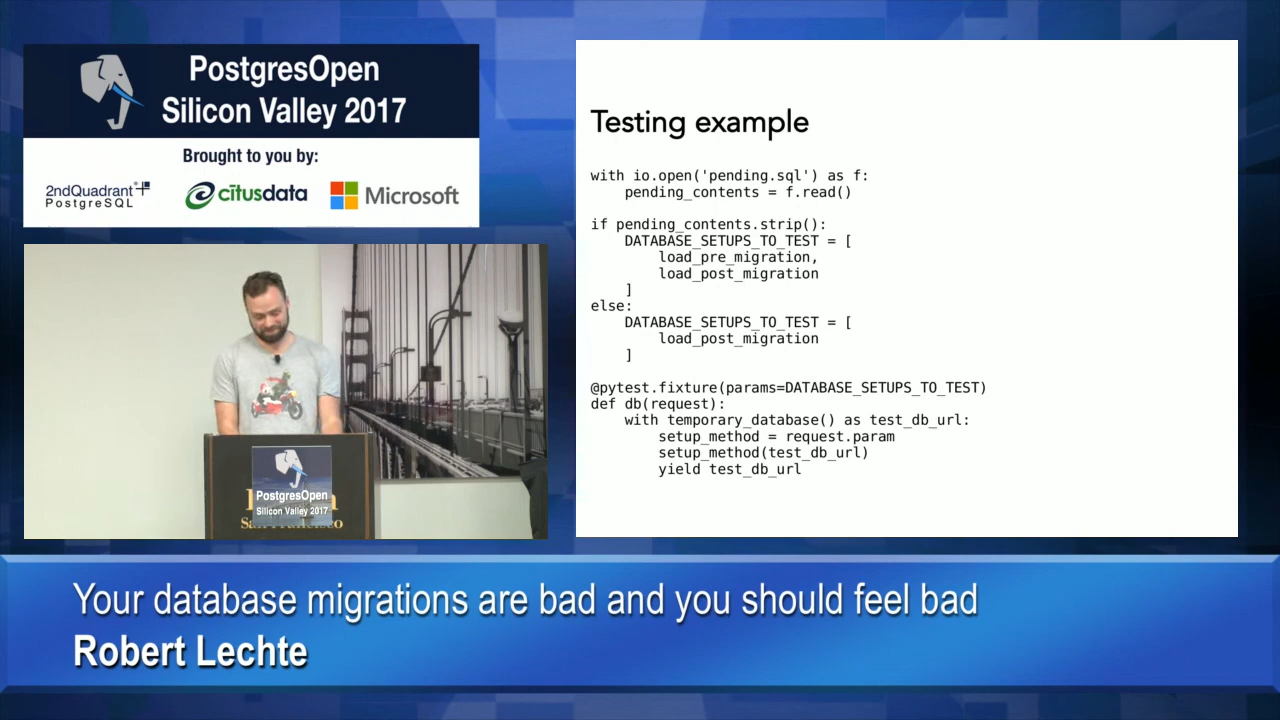 PostgresOpen
Silicon Valley 2017
Brought to you by:
2ndQuadrant
PostgreSQL
citusdata
Microsoft
Testing example
with io.open('pending.sql') as f:
    pending_contents = f.read()
if pending_contents.strip():
    DATABASE_SETUPS_TO_TEST = [
        load_pre_migration,
        load_post_migration
    ]
else:
    DATABASE_SETUPS_TO_TEST = [
        load_post_migration
    ]
@pytest.fixture(params=DATABASE_SETUPS_TO_TEST)
def db(request):
    with temporary_database() as test_db_url:
        setup_method = request.param
        setup_method(test_db_url)
        yield test_db_url
PostgresOpen
Silicon Valley 2017
Your database migrations are bad and you should feel bad
Robert Lechte